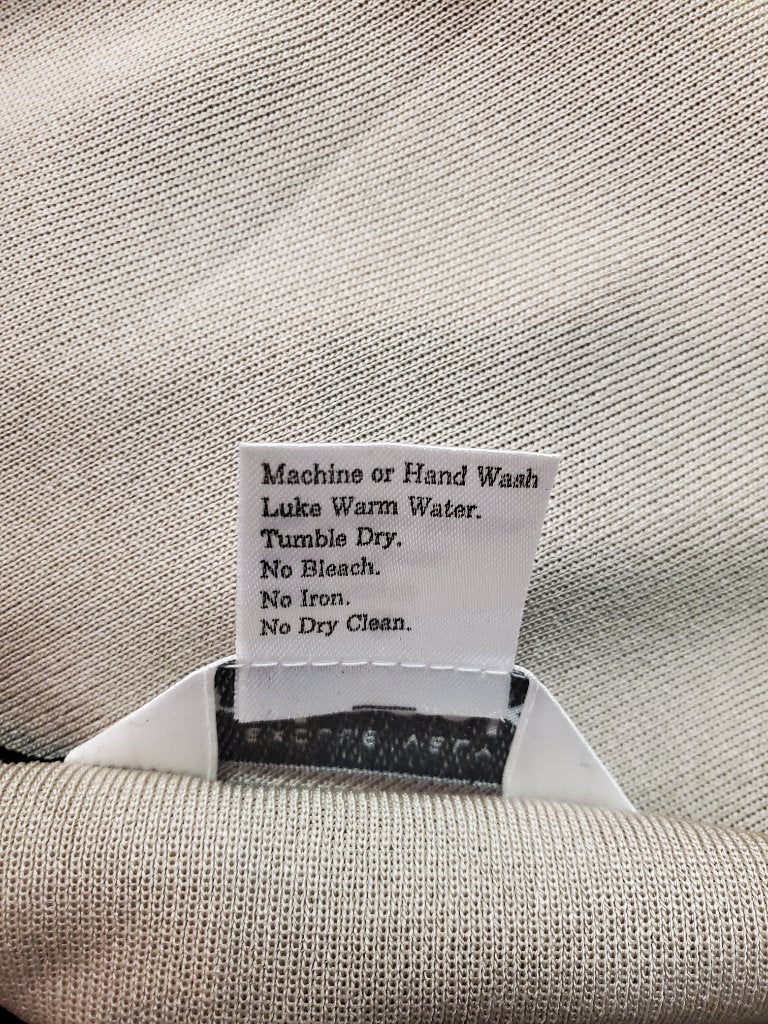 Machine or Hand Wash
Luke Warm Water.
Tumble Dry.
No Bleach.
No Iron.
No Dry Clean.